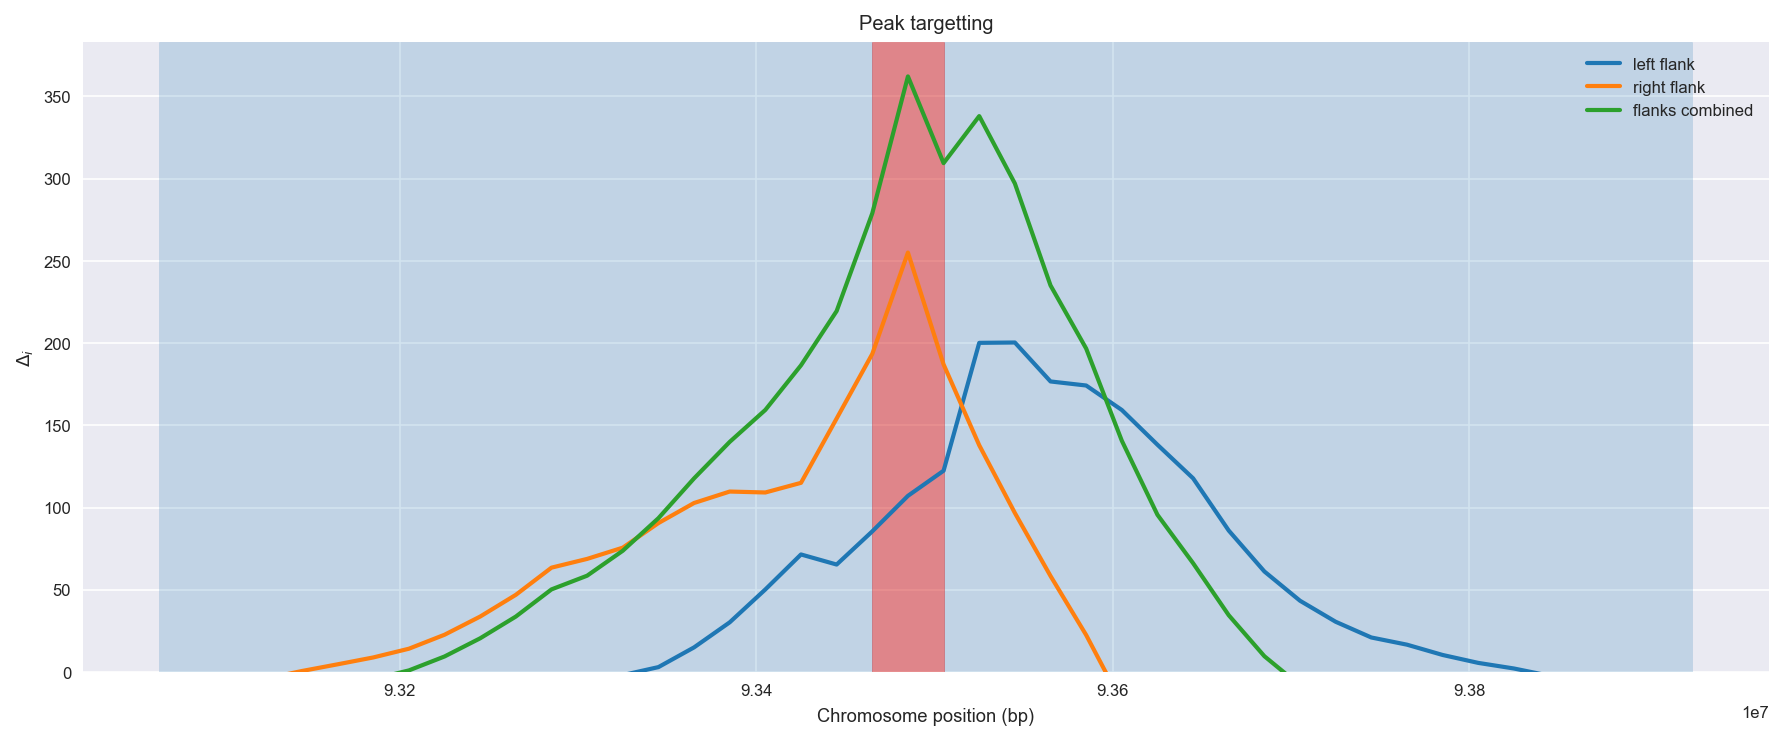 Peak targetting
left flank
right flank
flanks combined
350
300
250
200
150
100
50
0
Δi
9.32
9.34
9.36
9.38
1e7
Chromosome position (bp)